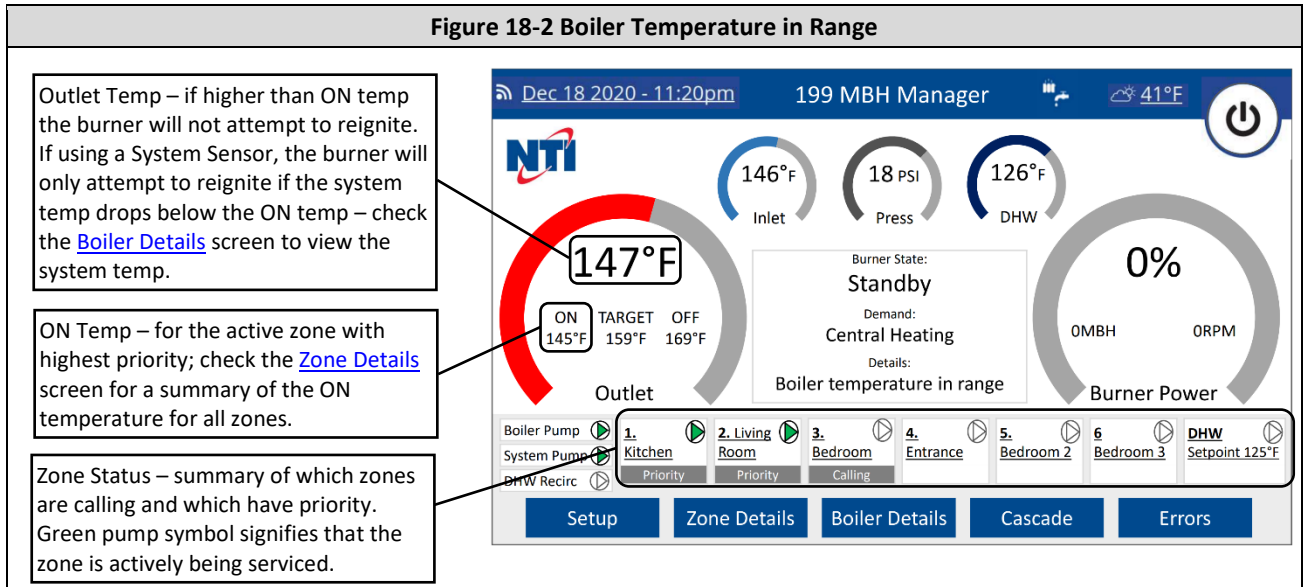 Figure 18-2 Boiler Temperature in Range
Outlet Temp – if higher than ON temp
the burner will not attempt to reignite.
If using a System Sensor, the burner will
only attempt to reignite if the system
temp drops below the ON temp – check
the Boiler Details screen to view the
system temp.
ON Temp – for the active zone with
highest priority; check the Zone Details
screen for a summary of the ON
temperature for all zones.
Zone Status – summary of which zones
are calling and which have priority.
Green pump symbol signifies that the
zone is actively being serviced.
Dec 18 2020 - 11:20pm 199 MBH Manager 41°F
NTI
146°F
Inlet
18 PSI
Press
126°F
DHW
147°F
ON TARGET OFF
145°F 159°F 169°F
Outlet
Burner State:
Standby
Demand:
Central Heating
Details:
Boiler temperature in range
0%
0MBH 0RPM
Burner Power
Boiler Pump
System Pump
DHW Recirc
1.
Kitchen
Priority
2. Living
Room
Priority
3.
Bedroom
Calling
4.
Entrance
5.
Bedroom 2
6
Bedroom 3
DHW
Setpoint 125°F
Setup Zone Details Boiler Details Cascade Errors